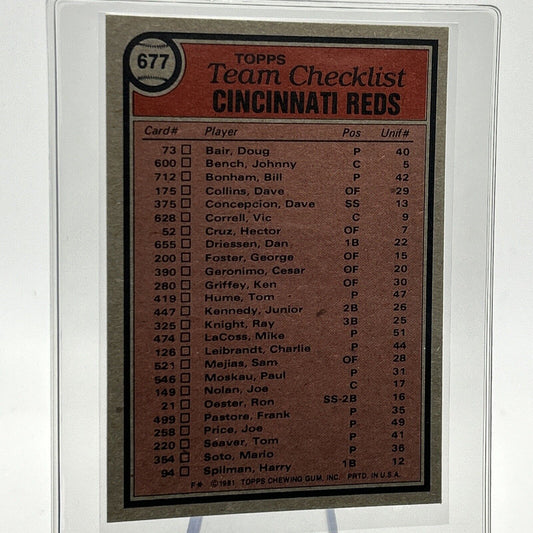 677
TOPPS
Team Checklist
CINCINNATI REDS
Card# Player Pos Unif#
73 Bair, Doug P 40
600 Bench, Johnny C 5
712 Bonham, Bill P 42
175 Collins, Dave OF 29
375 Concepcion, Dave SS 13
628 Correll, Vic C 9
52 Cruz, Hector OF 7
655 Driessen, Dan 1B 22
200 Foster, George OF 15
390 Geronimo, Cesar OF 20
280 Griffey, Ken OF 30
419 Hume, Tom P 47
447 Kennedy, Junior 2B 26
325 Knight, Ray 3B 25
474 LaCoss, Mike P 51
126 Leibrandt, Charlie P 44
521 Mejias, Sam OF 28
546 Moskau, Paul P 31
149 Nolan, Joe C 17
21 Oester, Ron SS-2B 16
499 Pastore, Frank P 35
258 Price, Joe P 49
220 Seaver, Tom P 41
354 Soto, Mario P 36
94 Spilman, Harry 1B 12
F* ©1981 TOPPS CHEWING GUM, INC. PRTD. IN U.S.A.